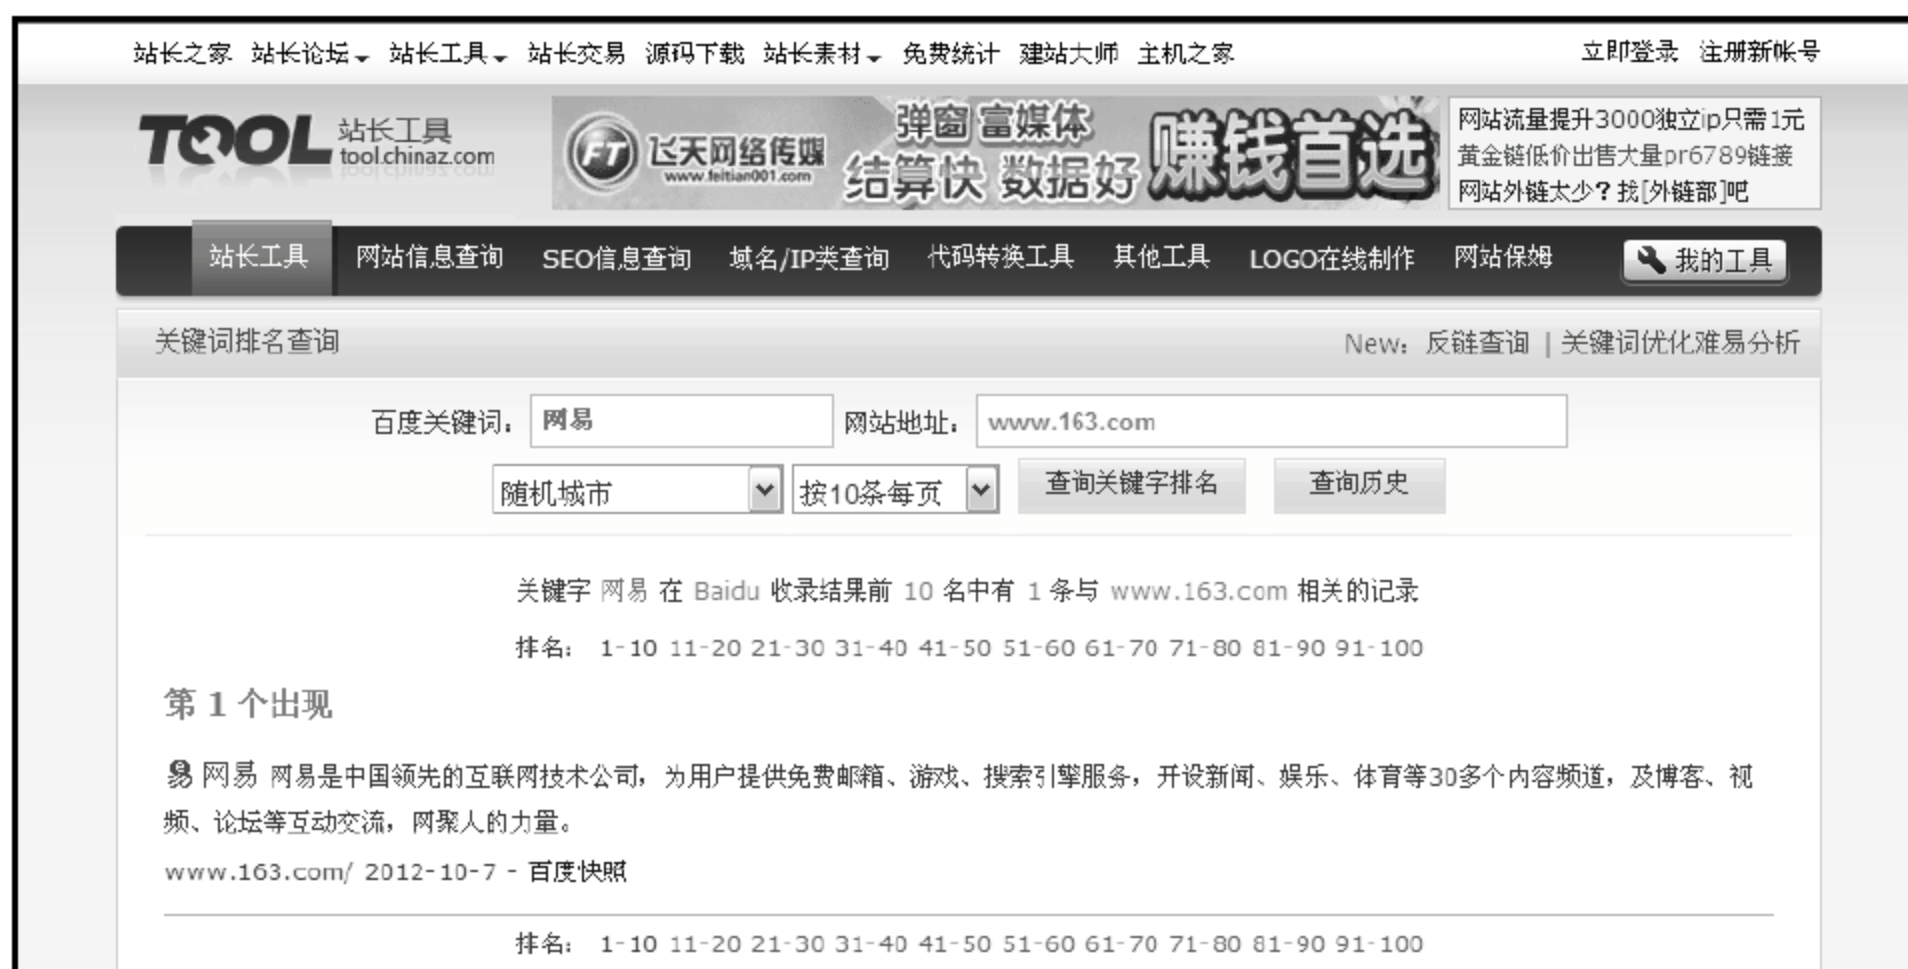 站长之家 站长论坛 站长工具 站长交易 源码下载 站长素材 免费统计 建站大师 主机之家 立即登录 注册新帐号
TOOL 站长工具
tool.chinaz.com
FT 飞天网络传媒
www.feitian001.com
弹窗 富媒体
结算快 数据好
赚钱首选
网站流量提升3000独立ip只需1元
黄金链低价出售大量pr6789链接
网站外链太少？找[外链部]吧
站长工具 网站信息查询 SEO信息查询 域名/IP类查询 代码转换工具 其他工具 LOGO在线制作 网站保姆 我的工具
关键词排名查询 New：反链查询 | 关键词优化难易分析
百度关键词： 网易 网站地址： www.163.com
随机城市 按10条每页 查询关键字排名 查询历史
关键字 网易 在 Baidu 收录结果前 10 名中有 1 条与 www.163.com 相关的记录
排名： 1-10 11-20 21-30 31-40 41-50 51-60 61-70 71-80 81-90 91-100
第 1 个出现
网易 网易是中国领先的互联网技术公司，为用户提供免费邮箱、游戏、搜索引擎服务，开设新闻、娱乐、体育等30多个内容频道，及博客、视
频、论坛等互动交流，网聚人的力量。
www.163.com/ 2012-10-7 - 百度快照
排名： 1-10 11-20 21-30 31-40 41-50 51-60 61-70 71-80 81-90 91-100